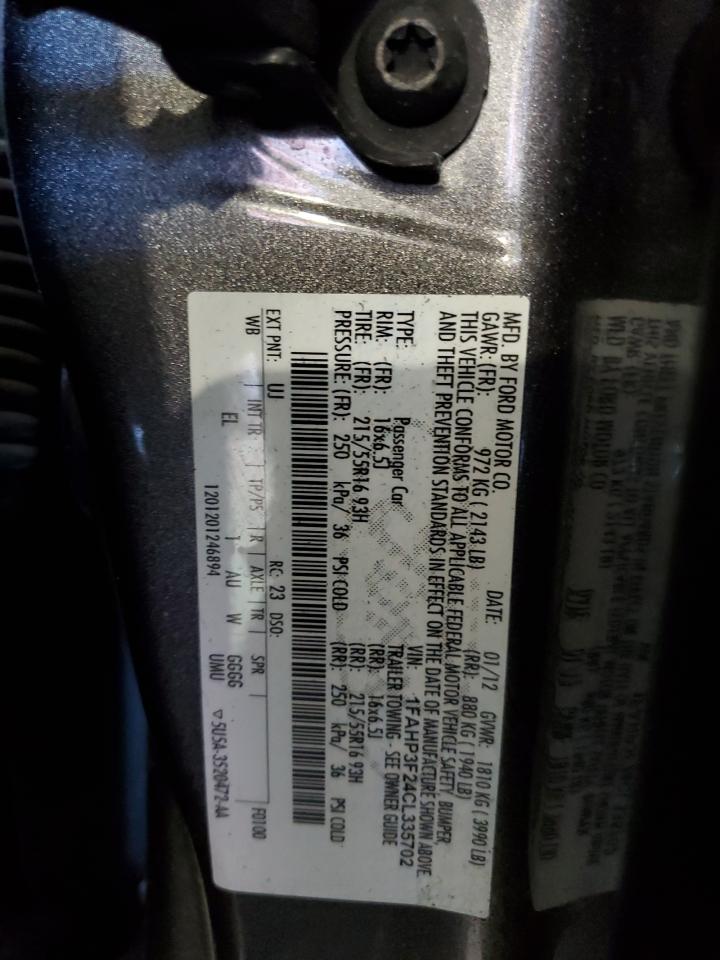 MFD. BY FORD MOTOR CO.
DATE: 01/12 GVWR: 1810 KG ( 3990 LB)
GAWR: (FR): 972 KG ( 2143 LB) (RR): 880 KG ( 1940 LB)
THIS VEHICLE CONFORMS TO ALL APPLICABLE FEDERAL MOTOR VEHICLE SAFETY, BUMPER,
AND THEFT PREVENTION STANDARDS IN EFFECT ON THE DATE OF MANUFACTURE SHOWN ABOVE
VIN: 1FAHP3F24CL335702
TYPE: Passenger Car TRAILER TOWING - SEE OWNER GUIDE
RIM: (FR): 16x6.5J (RR): 16x6.5J
TIRE: (FR): 215/55R16 93H (RR): 215/55R16 93H
PRESSURE: (FR): 250 kPa/ 36 PSI COLD (RR): 250 kPa/ 36 PSI COLD
EXT PNT: UJ RC: 23 DSO: F0100
WB INT TR TP/PS R AXLE TR SPR
EL 1 AU W GGGG
1201201246894 UMU 5USA-3520472-AA